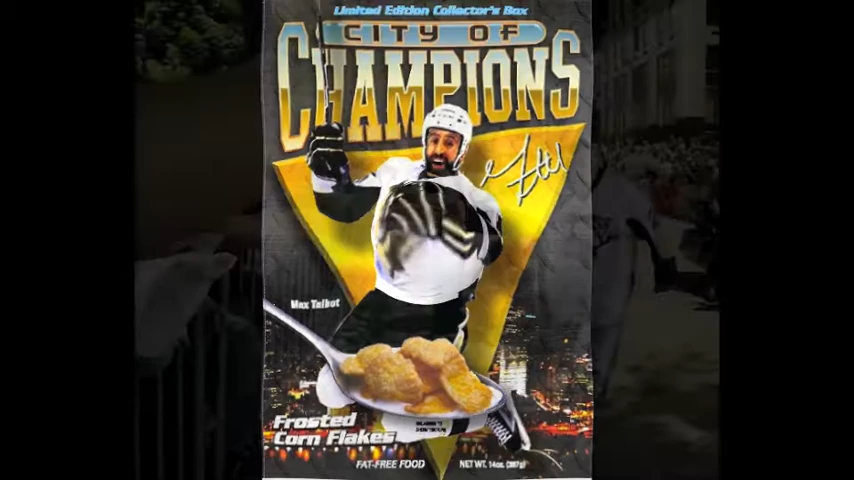 Limited Edition Collector's Box
CITY OF
CHAMPIONS
Max Talbot
Frosted
Corn Flakes
FAT-FREE FOOD
NET WT. 14oz. (397g)